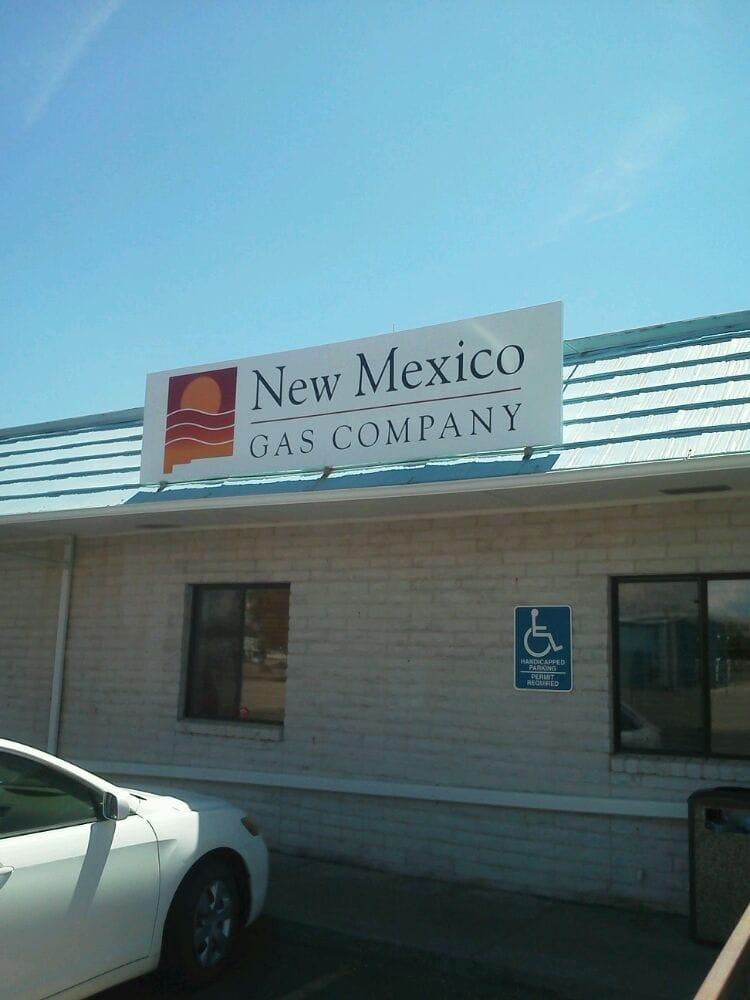 New Mexico
GAS COMPANY
HANDICAPPED
PARKING
PERMIT
REQUIRED